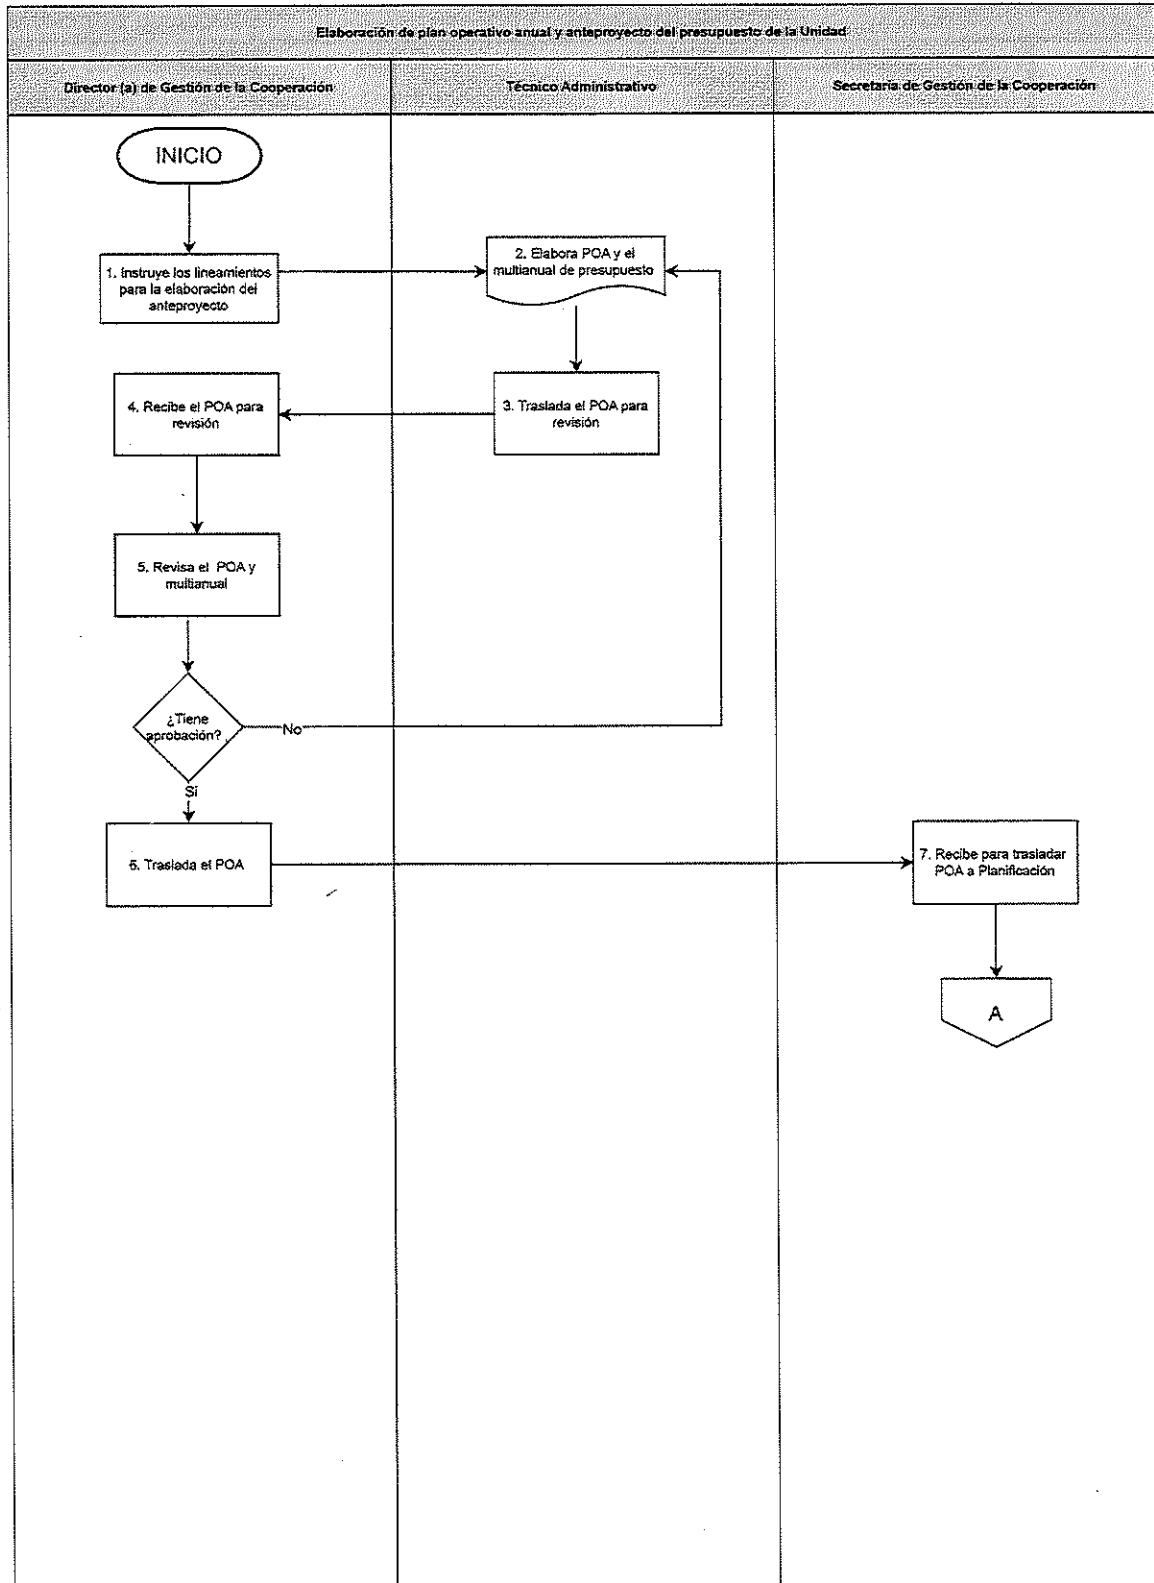 Elaboración de plan operativo anual y anteproyecto del presupuesto de la Unidad
Director (a) de Gestión de la Cooperación
Técnico Administrativo
Secretaria de Gestión de la Cooperación
INICIO
1. Instruye los lineamientos
para la elaboración del
anteproyecto
2. Elabora POA y el
multianual de presupuesto
4. Recibe el POA para
revisión
3. Traslada el POA para
revisión
5. Revisa el POA y
multianual
¿Tiene
aprobación?
No
Si
6. Traslada el POA
7. Recibe para trasladar
POA a Planificación
A